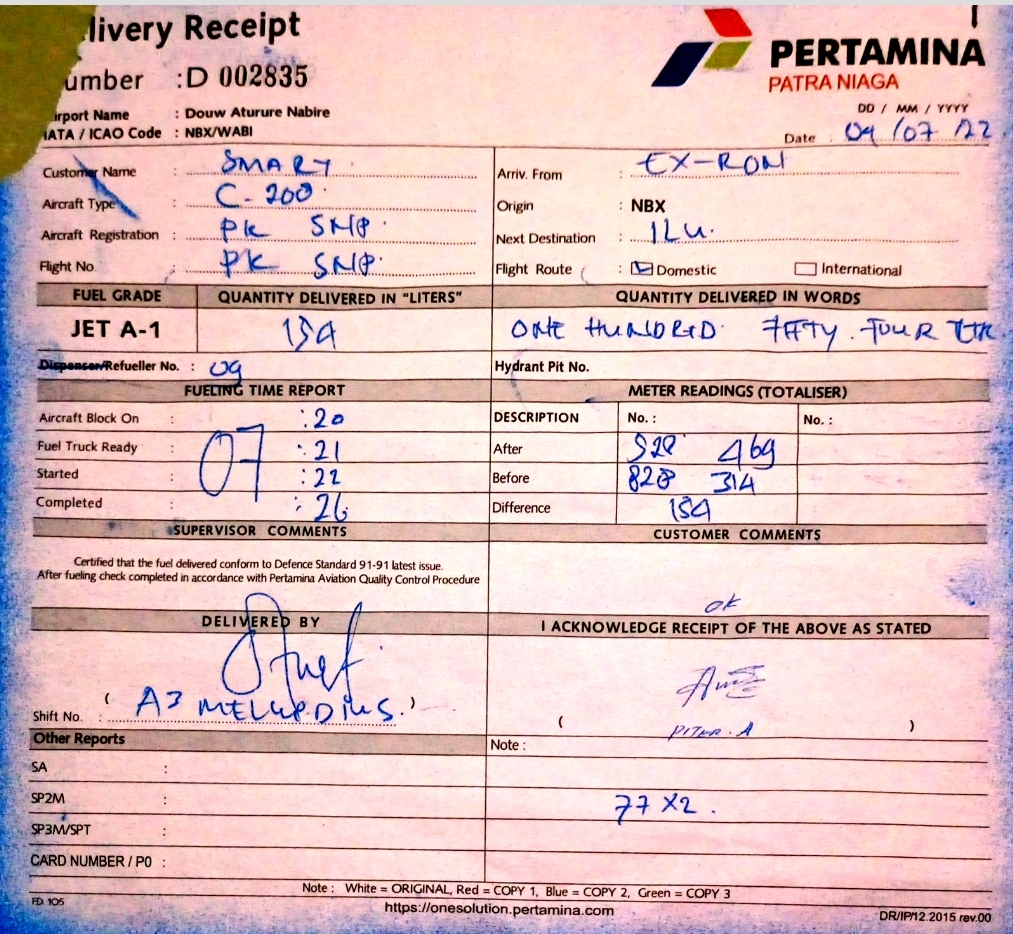 livery Receipt
umber : D 002835
PERTAMINA
PATRA NIAGA
irport Name : Douw Aturure Nabire
IATA / ICAO Code : NBX/WABI
DD / MM / YYYY
Date : 09 / 07 / 22
Customer Name : SMART
Aircraft Type : C-208
Aircraft Registration : PK SNP
Flight No. : PK SNP
Arriv. From : EX-RON
Origin : NBX
Next Destination : ILU.
Flight Route : Domestic International
FUEL GRADE QUANTITY DELIVERED IN "LITERS" QUANTITY DELIVERED IN WORDS
JET A-1 154 ONE HUNDRED FIFTY FOUR LTR
Dispenser/Refueller No. : 09 Hydrant Pit No.
FUELING TIME REPORT METER READINGS (TOTALISER)
Aircraft Block On : 07 :20
Fuel Truck Ready : :21
Started : :22
Completed : :26
DESCRIPTION No. : No. :
After 828 469
Before 828 314
Difference 154
SUPERVISOR COMMENTS CUSTOMER COMMENTS
Certified that the fuel delivered conform to Defence Standard 91-91 latest issue.
After fueling check completed in accordance with Pertamina Aviation Quality Control Procedure
OK
DELIVERED BY I ACKNOWLEDGE RECEIPT OF THE ABOVE AS STATED
Shift No. : ( )
( PITER . A )
Other Reports Note :
SA :
SP2M : 77 X2 .
SP3M/SPT :
CARD NUMBER / P0 :
Note : White = ORIGINAL, Red = COPY 1, Blue = COPY 2, Green = COPY 3
FD 105 https://onesolution.pertamina.com DR/IP/12.2015 rev.00